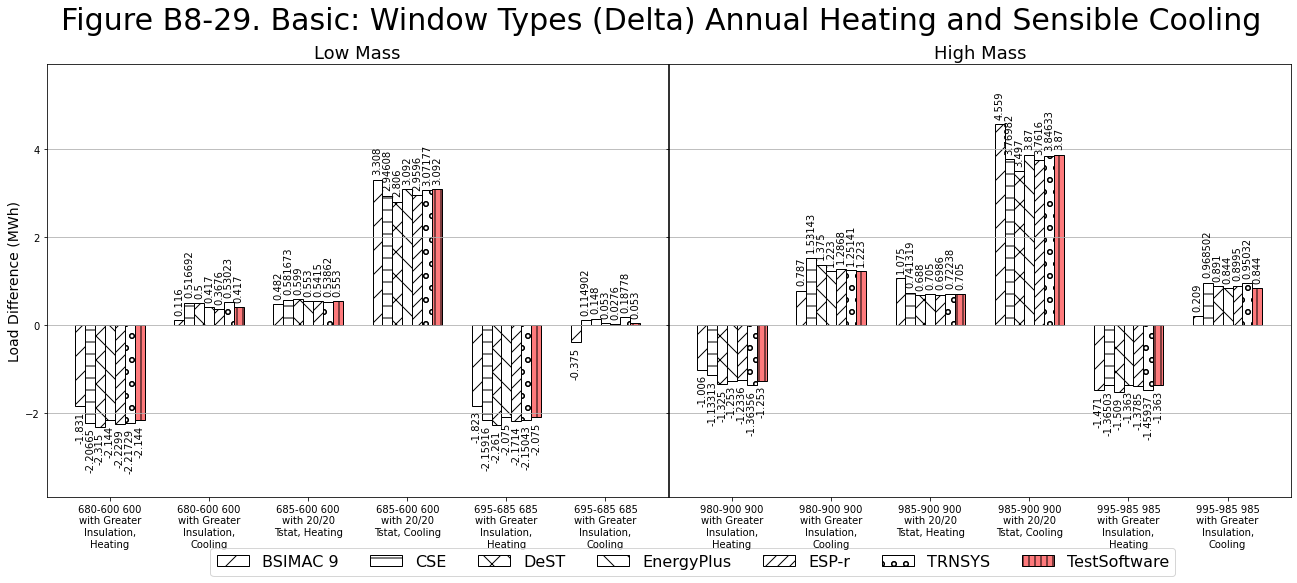 Figure B8-29. Basic: Window Types (Delta) Annual Heating and Sensible Cooling
Low Mass
High Mass
Load Difference (MWh)
4
2
0
−2
-1.831
-2.20665
-2.315
-2.144
-2.2299
-2.21729
-2.144
0.116
0.516692
0.5
0.417
0.3676
0.53023
0.417
0.482
0.581673
0.599
0.553
0.5415
0.53862
0.553
3.308
2.94608
2.806
3.092
2.9596
3.07177
3.092
-1.823
-2.15916
-2.261
-2.075
-2.1714
-2.15043
-2.075
-0.375
0.114902
0.148
0.053
0.0276
0.18778
0.053
-1.006
-1.13313
-1.325
-1.253
-1.2336
-1.36356
-1.253
0.787
1.53143
1.375
1.223
1.2868
1.25141
1.223
1.075
0.741319
0.688
0.705
0.6986
0.72238
0.705
4.559
3.76982
3.497
3.87
3.7616
3.84633
3.87
-1.471
-1.36503
-1.509
-1.363
-1.3785
-1.45937
-1.363
0.209
0.968502
0.891
0.844
0.8995
0.95032
0.844
680-600 600
with Greater
Insulation,
Heating
680-600 600
with Greater
Insulation,
Cooling
685-600 600
with 20/20
Tstat, Heating
685-600 600
with 20/20
Tstat, Cooling
695-685 685
with Greater
Insulation,
Heating
695-685 685
with Greater
Insulation,
Cooling
980-900 900
with Greater
Insulation,
Heating
980-900 900
with Greater
Insulation,
Cooling
985-900 900
with 20/20
Tstat, Heating
985-900 900
with 20/20
Tstat, Cooling
995-985 985
with Greater
Insulation,
Heating
995-985 985
with Greater
Insulation,
Cooling
BSIMAC 9 CSE DeST EnergyPlus ESP-r TRNSYS TestSoftware